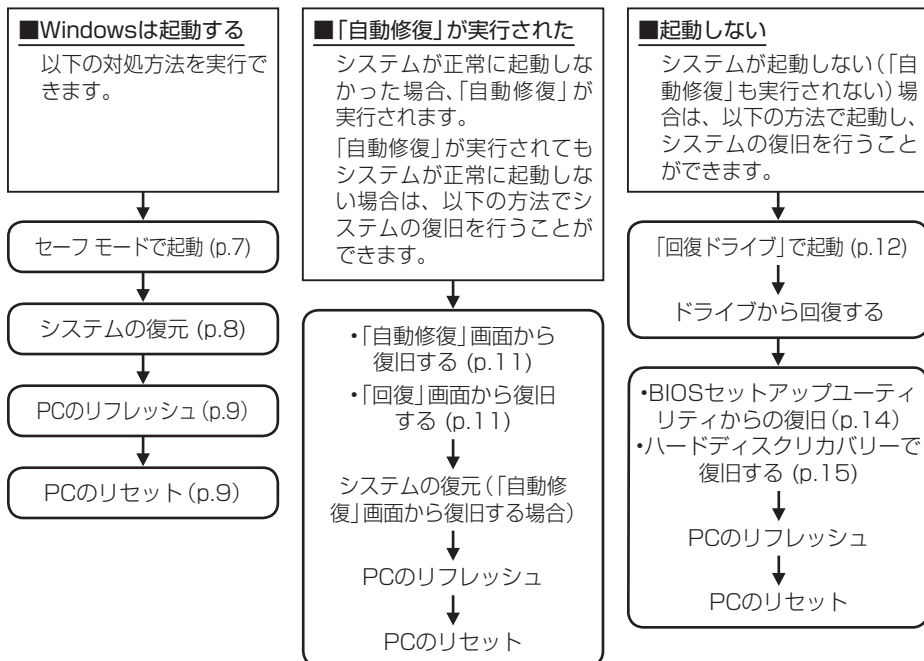 ■Windowsは起動する
以下の対処方法を実行で
きます。
セーフ モードで起動 (p.7)
システムの復元 (p.8)
PCのリフレッシュ (p.9)
PCのリセット (p.9)
■「自動修復」が実行された
システムが正常に起動しな
かった場合、「自動修復」が
実行されます。
「自動修復」が実行されても
システムが正常に起動しな
い場合は、以下の方法でシ
ステムの復旧を行うことが
できます。
・「自動修復」画面から
復旧する (p.11)
・「回復」画面から復旧
する (p.11)
システムの復元 (「自動修
復」画面から復旧する場合)
PCのリフレッシュ
PCのリセット
■起動しない
システムが起動しない (「自
動修復」も実行されない) 場
合は、以下の方法で起動し、
システムの復旧を行うこと
ができます。
「回復ドライブ」で起動 (p.12)
ドライブから回復する
・BIOSセットアップユーティ
リティからの復旧 (p.14)
・ハードディスクリカバリーで
復旧する (p.15)
PCのリフレッシュ
PCのリセット